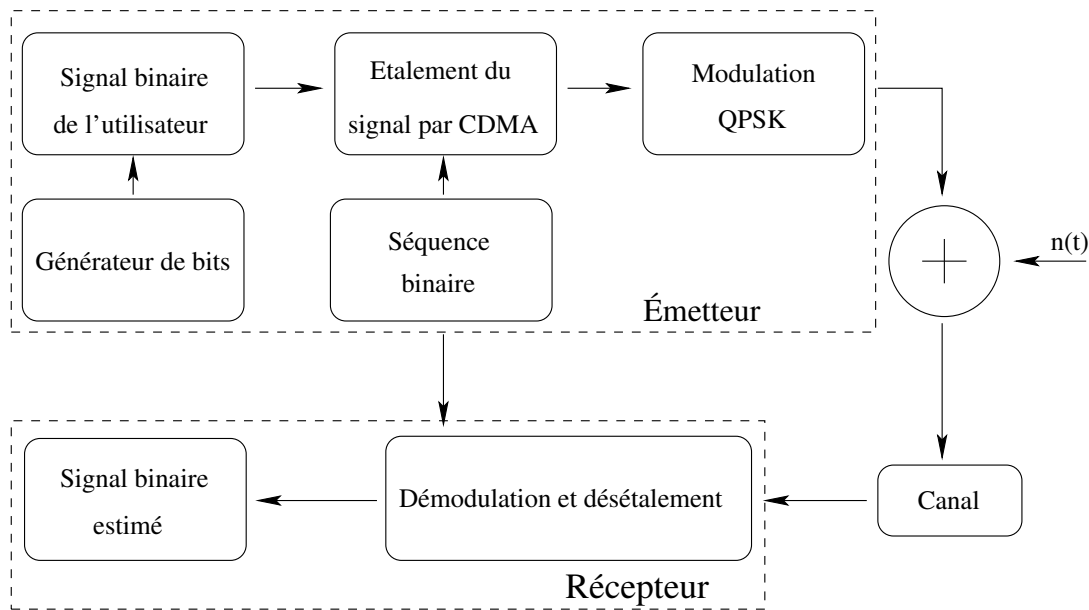 Signal binaire
de l'utilisateur
Etalement du
signal par CDMA
Modulation
QPSK
Générateur de bits
Séquence
binaire
n(t)
Émetteur
Signal binaire
estimé
Démodulation et désétalement
Canal
Récepteur